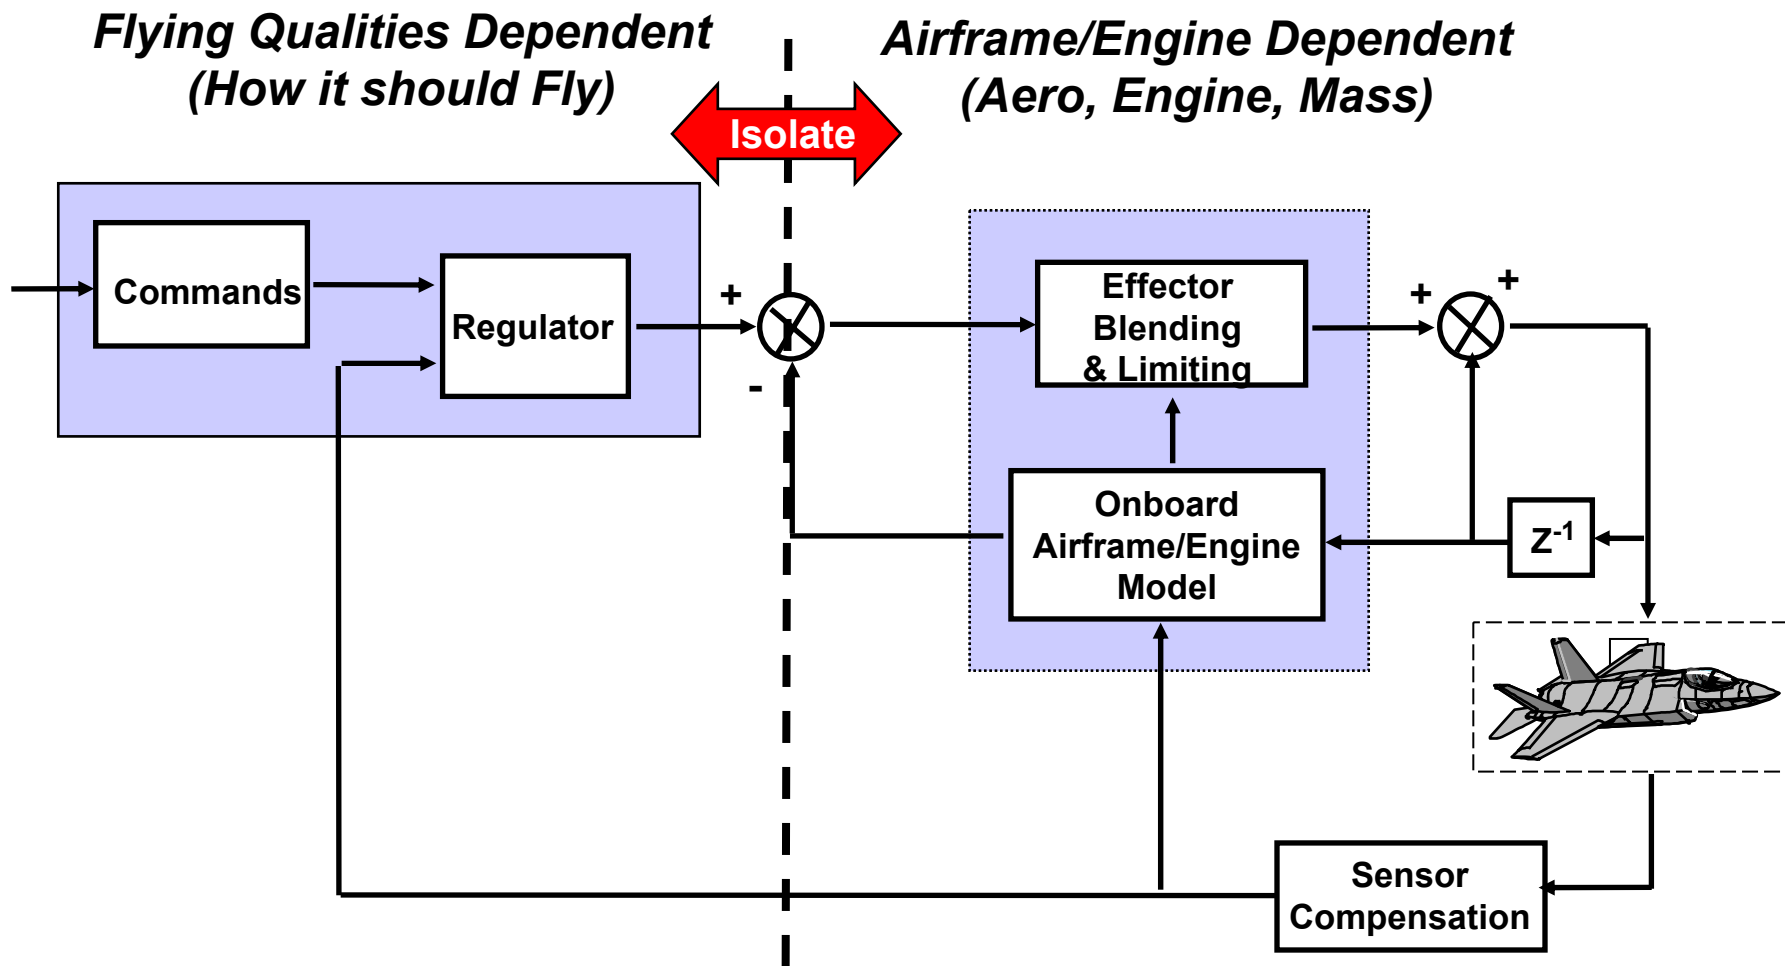 Flying Qualities Dependent
(How it should Fly)
Airframe/Engine Dependent
(Aero, Engine, Mass)
Isolate
Commands
Regulator
+
-
Effector
Blending
& Limiting
+
+
Onboard
Airframe/Engine
Model
Z⁻¹
Sensor
Compensation